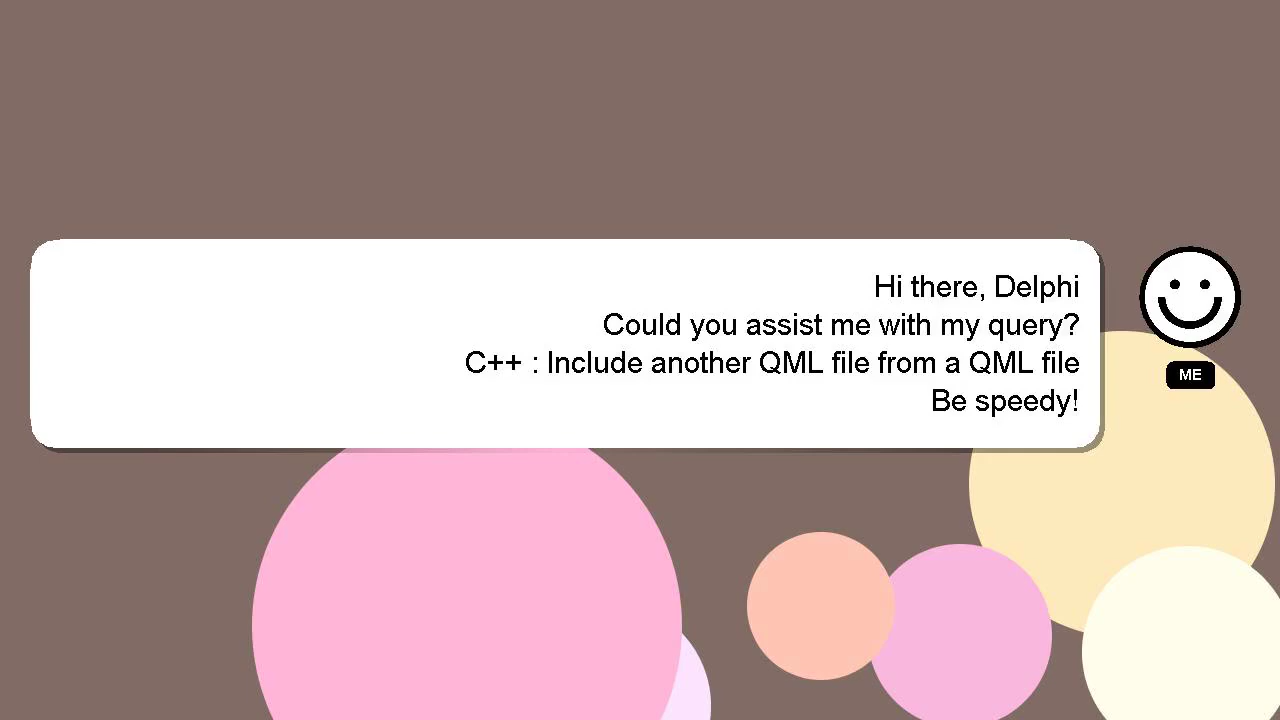 Hi there, Delphi
Could you assist me with my query?
C++ : Include another QML file from a QML file
Be speedy!
ME